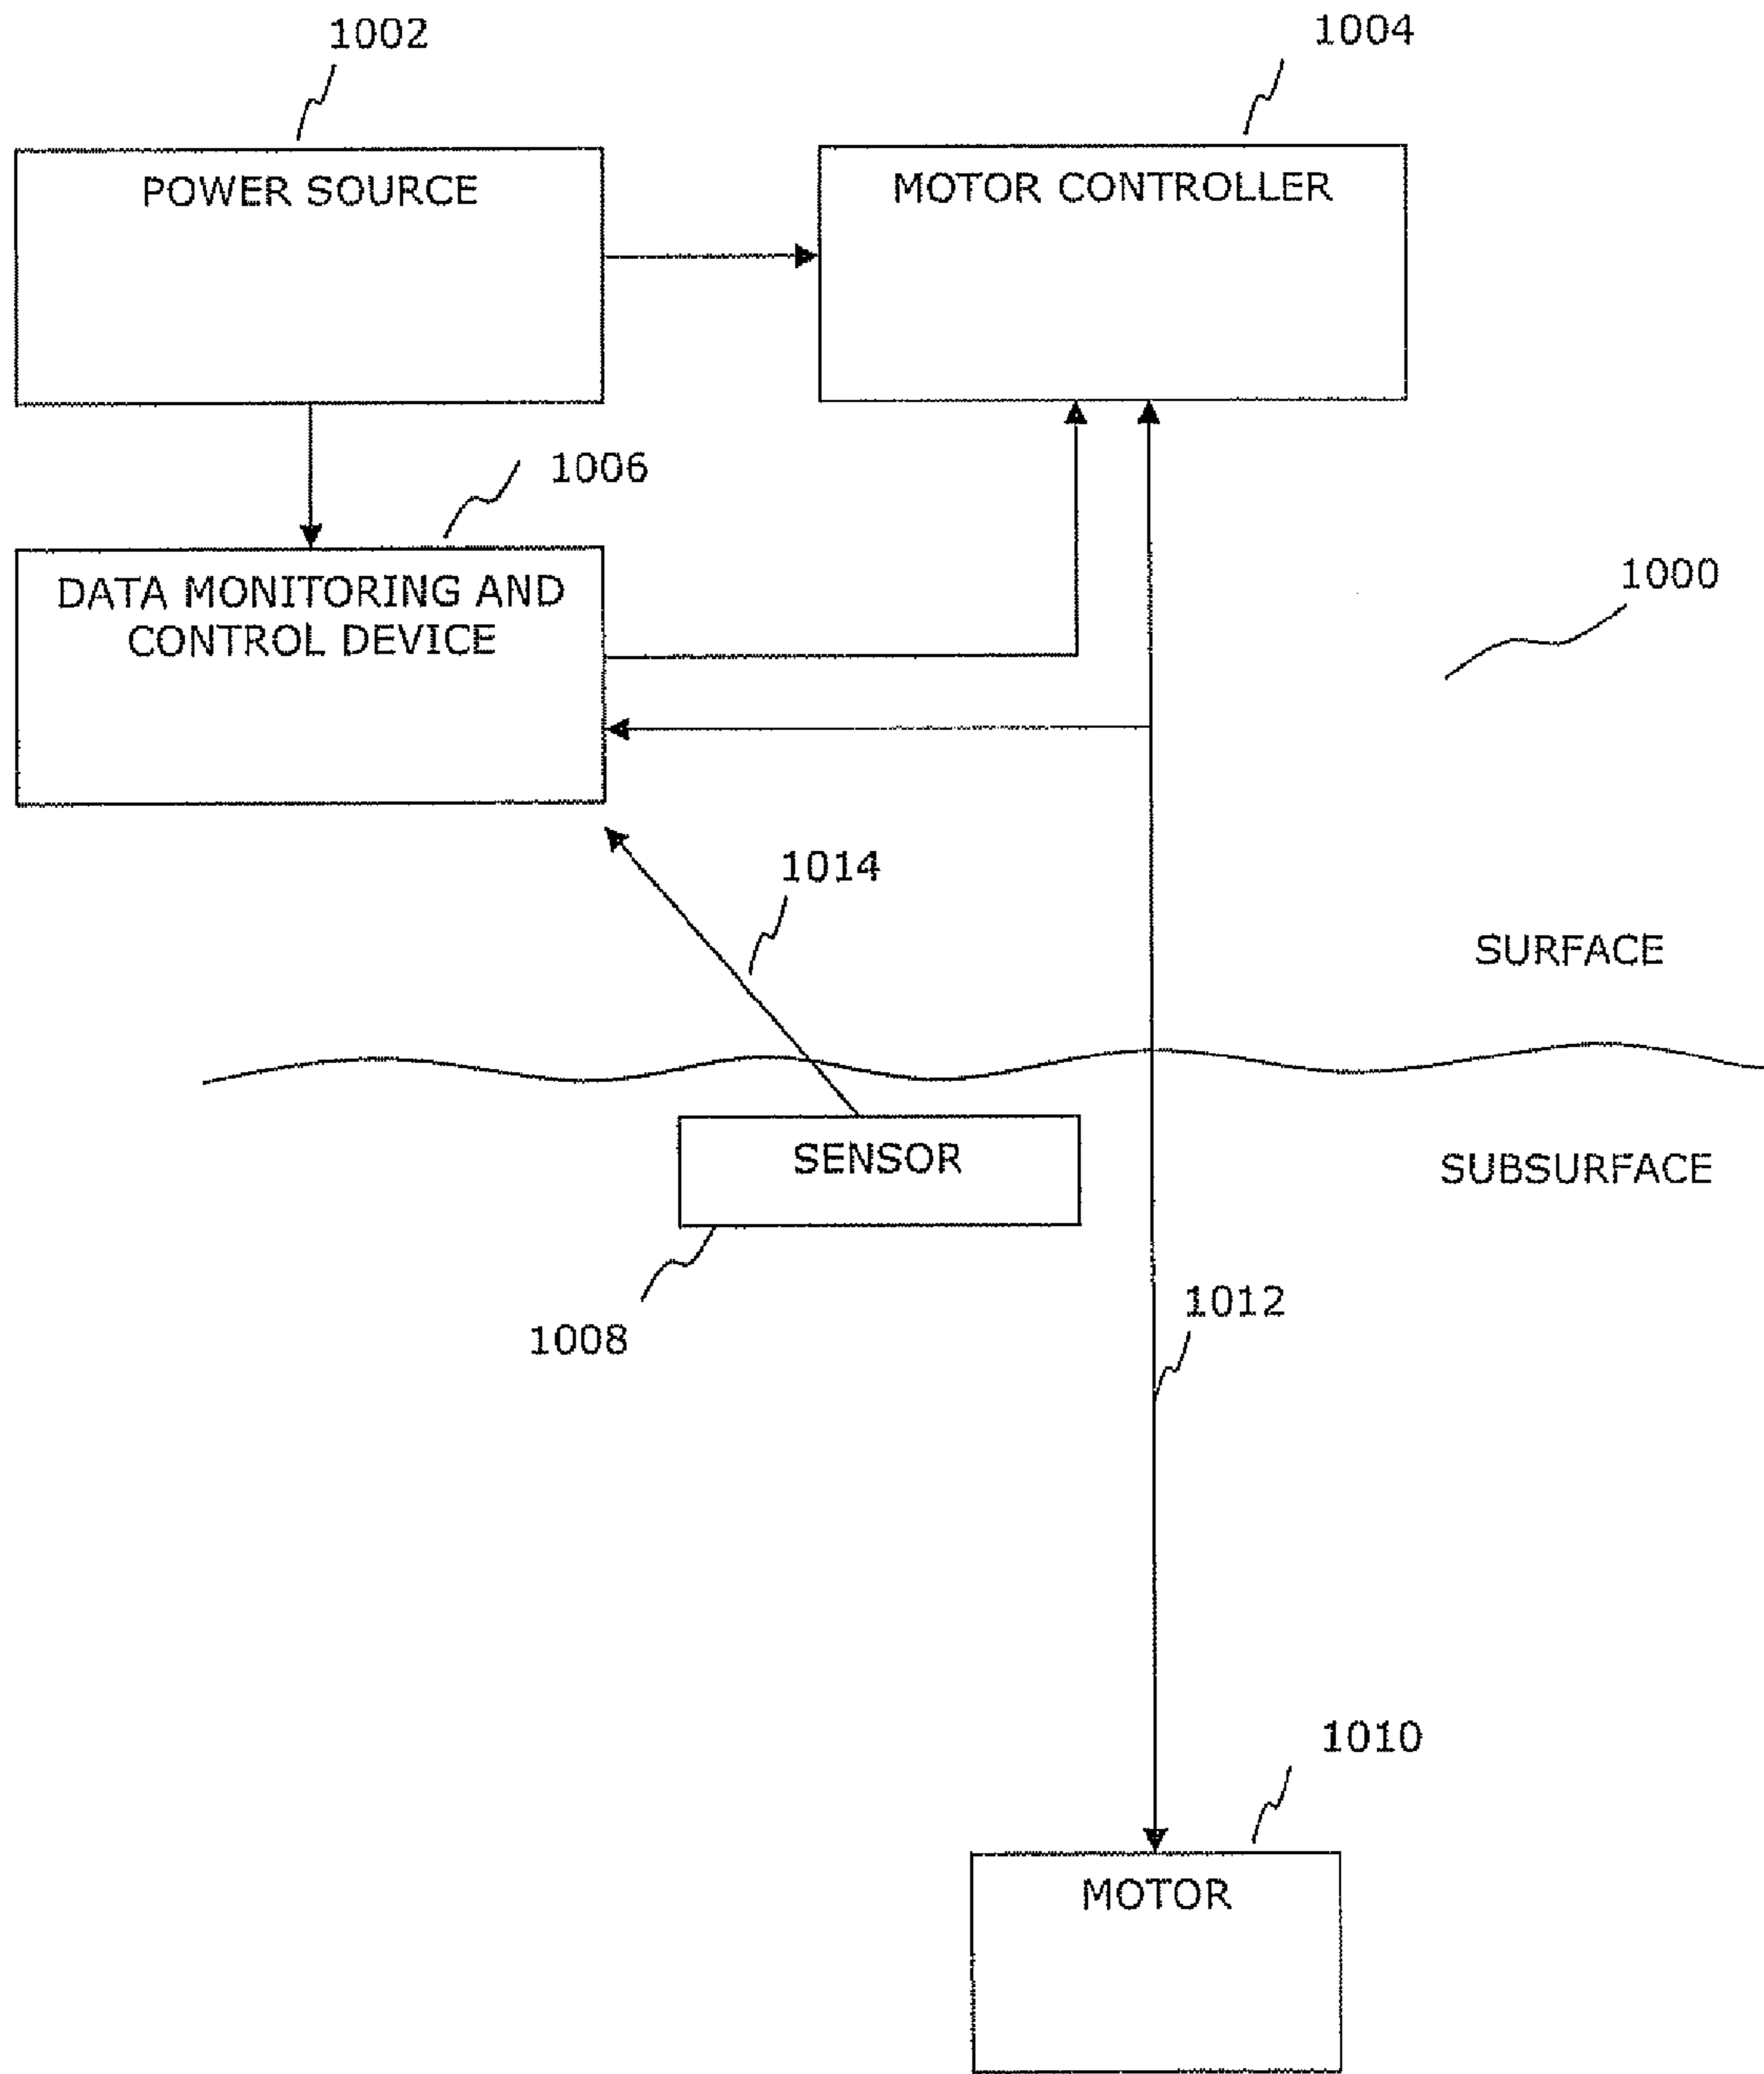 1002
1004
POWER SOURCE
MOTOR CONTROLLER
1006
DATA MONITORING AND
CONTROL DEVICE
1000
1014
SURFACE
SENSOR
SUBSURFACE
1008
1012
1010
MOTOR